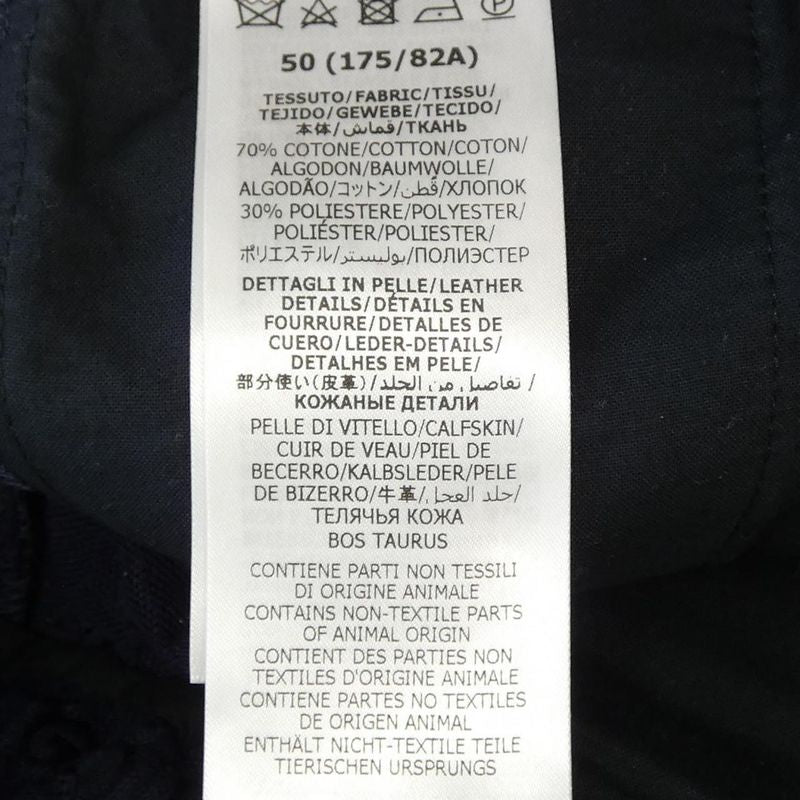 50 (175/82A)
TESSUTO/FABRIC/TISSU/
TEJIDO/GEWEBE/TECIDO/
本体/قماش/ТКАНЬ
70% COTONE/COTTON/COTON/
ALGODON/BAUMWOLLE/
ALGODÃO/コットン/قُطن/ХЛОПОК
30% POLIESTERE/POLYESTER/
POLIÉSTER/POLIESTER/
ポリエステル/بوليستر/ПОЛИЭСТЕР
DETTAGLI IN PELLE/LEATHER
DETAILS/DÉTAILS EN
FOURRURE/DETALLES DE
CUERO/LEDER-DETAILS/
DETALHES EM PELE/
部分使い(皮革)/تفاصيل من الجلد/
КОЖАНЫЕ ДЕТАЛИ
PELLE DI VITELLO/CALFSKIN/
CUIR DE VEAU/PIEL DE
BECERRO/KALBSLEDER/PELE
DE BIZERRO/牛革/جلد العجل/
ТЕЛЯЧЬЯ КОЖА
BOS TAURUS
CONTIENE PARTI NON TESSILI
DI ORIGINE ANIMALE
CONTAINS NON-TEXTILE PARTS
OF ANIMAL ORIGIN
CONTIENT DES PARTIES NON
TEXTILES D'ORIGINE ANIMALE
CONTIENE PARTES NO TEXTILES
DE ORIGEN ANIMAL
ENTHÄLT NICHT-TEXTILE TEILE
TIERISCHEN URSPRUNGS